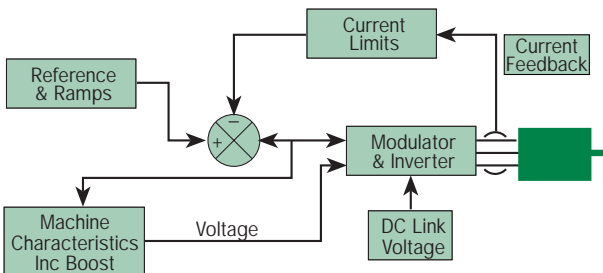 Current
Limits
Current
Feedback
Reference
& Ramps
−
+
Modulator
& Inverter
Machine
Characteristics
Inc Boost
Voltage
DC Link
Voltage